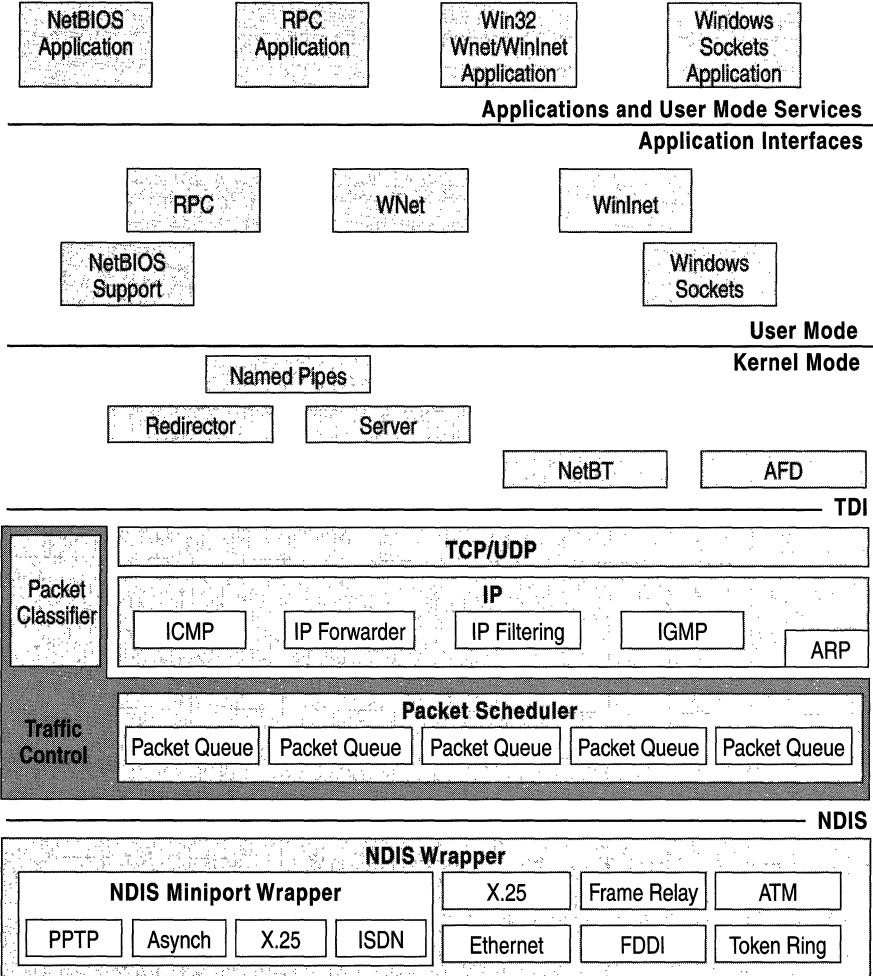 NetBIOS
Application
RPC
Application
Win32
Wnet/WinInet
Application
Windows
Sockets
Application
Applications and User Mode Services
Application Interfaces
RPC
WNet
WinInet
NetBIOS
Support
Windows
Sockets
User Mode
Kernel Mode
Named Pipes
Redirector
Server
NetBT
AFD
TDI
Packet
Classifier
TCP/UDP
IP
ICMP
IP Forwarder
IP Filtering
IGMP
ARP
Traffic
Control
Packet Scheduler
Packet Queue
Packet Queue
Packet Queue
Packet Queue
Packet Queue
NDIS
NDIS Wrapper
NDIS Miniport Wrapper
PPTP
Asynch
X.25
ISDN
X.25
Frame Relay
ATM
Ethernet
FDDI
Token Ring